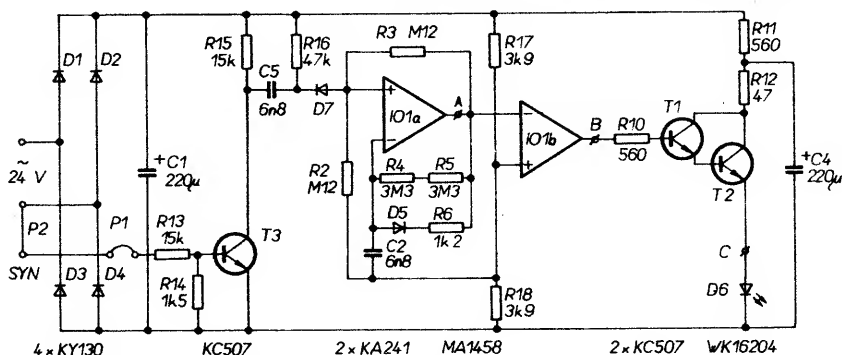 D1
D2
~
24 V
P2
SYN
P1
D3
D4
+ C1
220µ
R13
15k
R14
1k5
R15
15k
R16
47k
C5
6n8
D7
T3
R3 M12
R2
M12
+
IO1a
−
A
R4
3M3
R5
3M3
D5
R6
1k2
C2
6n8
R17
3k9
R18
3k9
−
IO1b
+
B
R10
560
T1
T2
R11
560
R12
47
+ C4
220µ
C
D6
4×KY130
KC507
2×KA241
MA1458
2×KC507
WK16204